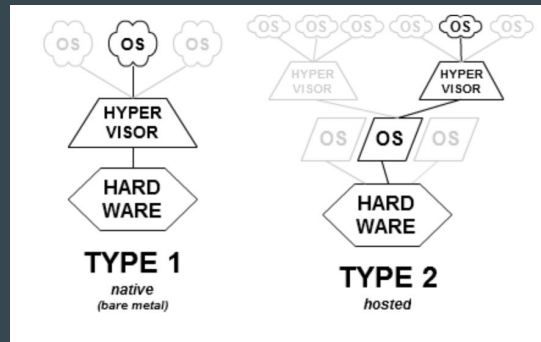 OS OS OS
HYPER
VISOR
HARD
WARE
TYPE 1
native
(bare metal)
OS OS OS OS OS OS
HYPER
VISOR
HYPER
VISOR
OS OS OS
HARD
WARE
TYPE 2
hosted